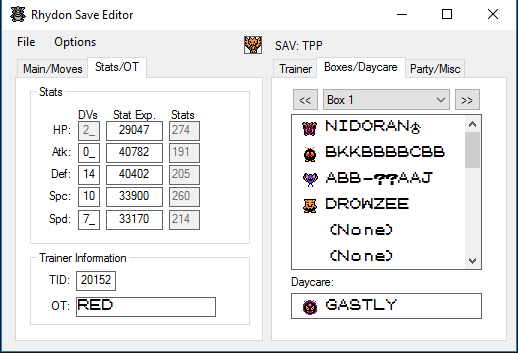 Rhydon Save Editor
File Options
SAV: TPP
Main/Moves Stats/OT
Stats
DVs Stat Exp. Stats
HP: 2_ 29047 274
Atk: 0_ 40782 191
Def: 14 40402 205
Spc: 10 33900 260
Spd: 7_ 33170 214
Trainer Information
TID: 20152
OT: RED
Trainer Boxes/Daycare Party/Misc
<< Box 1 >>
NIDORAN♂
BKKBBBBCBB
ABB-??AAJ
DROWZEE
(None)
(None)
Daycare:
GASTLY